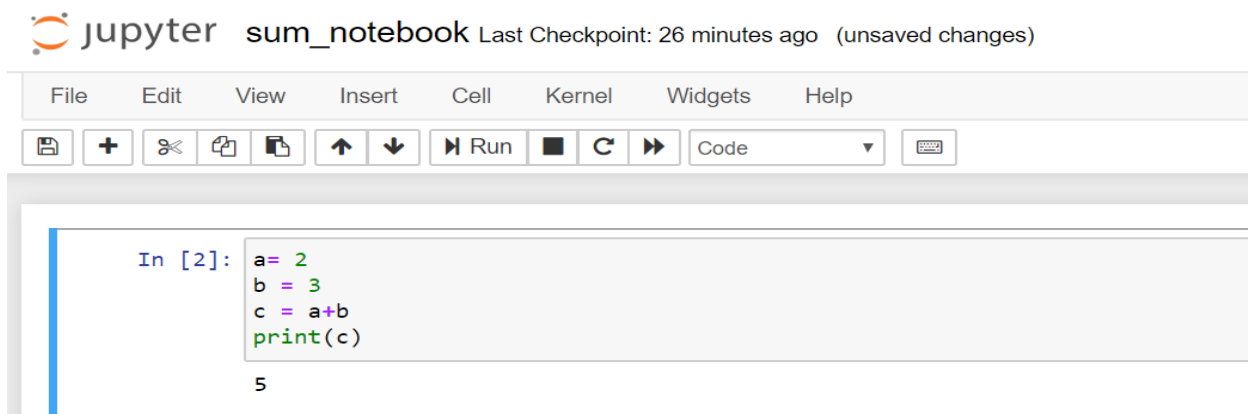 jupyter sum_notebook Last Checkpoint: 26 minutes ago (unsaved changes)
File Edit View Insert Cell Kernel Widgets Help
Run Code
In [2]: a= 2
b = 3
c = a+b
print(c)
5